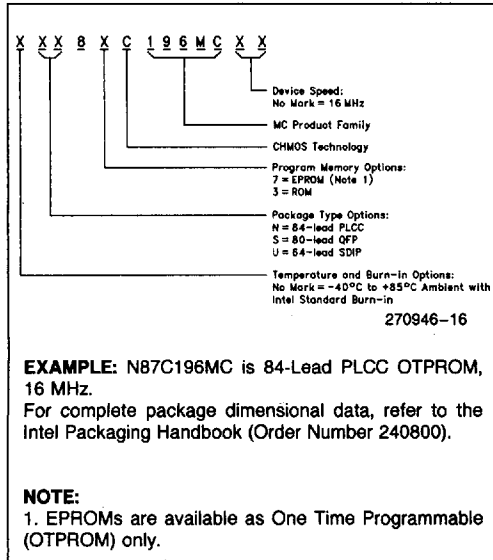 X X X 8 X C 1 9 6 M C X X
Device Speed:
No Mark = 16 MHz
MC Product Family
CHMOS Technology
Program Memory Options:
7 = EPROM (Note 1)
3 = ROM
Package Type Options:
N = 84-lead PLCC
S = 80-lead QFP
U = 64-lead SDIP
Temperature and Burn-In Options:
No Mark = -40°C to +85°C Ambient with
Intel Standard Burn-in
270946-16
EXAMPLE: N87C196MC is 84-Lead PLCC OTPROM,
16 MHz.
For complete package dimensional data, refer to the
Intel Packaging Handbook (Order Number 240800).
NOTE:
1. EPROMs are available as One Time Programmable
(OTPROM) only.